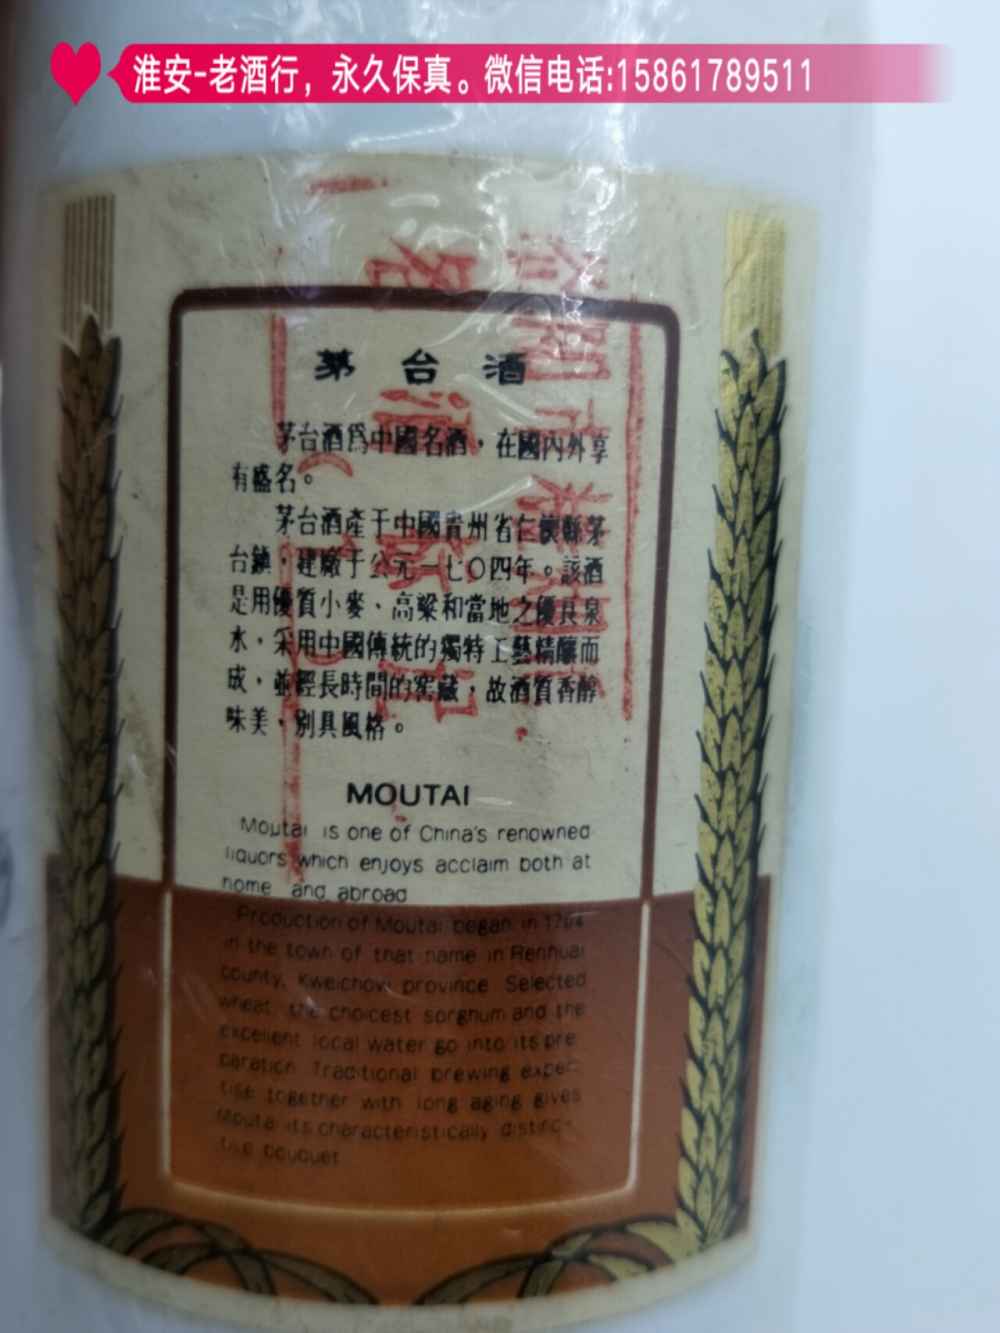 淮安-老酒行，永久保真。微信电话:15861789511
茅台酒
茅台酒爲中國名酒，在國內外享
有盛名。
茅台酒產于中國貴州省仁懷縣茅
台鎮，建廠于公元一七〇四年。該酒
是用優質小麥、高粱和當地之優良泉
水，采用中國傳統的獨特工藝精釀而
成，並經長時間的窖藏，故酒質香醇
味美，別具風格。
MOUTAI
Moutai is one of China's renowned
liquors which enjoys acclaim both at
home and abroad
Production of Moutai began in 1704
in the town of that name in Renhuai
county, Kweichow province Selected
wheat, the choicest sorghum and the
excellent local water go into its pre
paration Traditional brewing exper-
tise together with long aging gives
Moutai its characteristically distinc-
tive bouquet